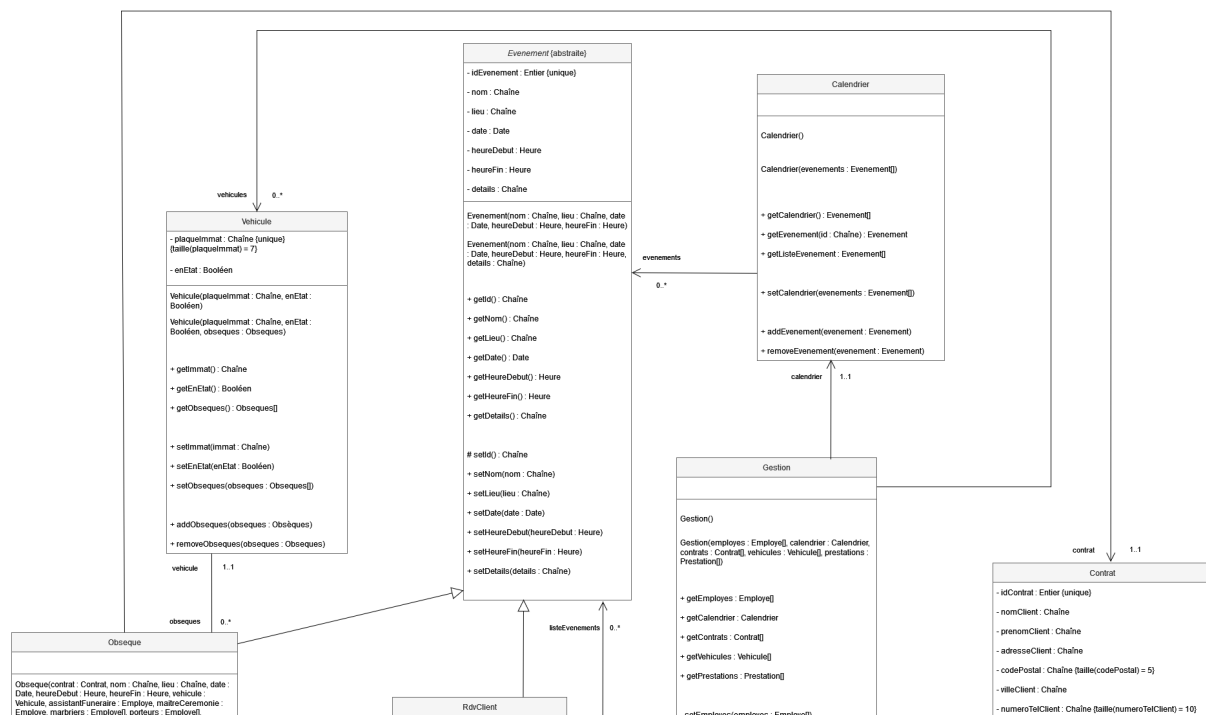 Evenement {abstraite}
- idEvenement : Entier {unique}
- nom : Chaîne
- lieu : Chaîne
- date : Date
- heureDebut : Heure
- heureFin : Heure
- details : Chaîne
Evenement(nom : Chaîne, lieu : Chaîne, date
: Date, heureDebut : Heure, heureFin : Heure)
Evenement(nom : Chaîne, lieu : Chaîne, date
: Date, heureDebut : Heure, heureFin : Heure,
details : Chaîne)
+ getId() : Chaîne
+ getNom() : Chaîne
+ getLieu() : Chaîne
+ getDate() : Date
+ getHeureDebut() : Heure
+ getHeureFin() : Heure
+ getDetails() : Chaîne
# setId() : Chaîne
+ setNom(nom : Chaîne)
+ setLieu(lieu : Chaîne)
+ setDate(date : Date)
+ setHeureDebut(heureDebut : Heure)
+ setHeureFin(heureFin : Heure)
+ setDetails(details : Chaîne)
Calendrier
Calendrier()
Calendrier(evenements : Evenement[])
+ getCalendrier() : Evenement[]
+ getEvenement(id : Chaîne) : Evenement
+ getListeEvenement : Evenement[]
+ setCalendrier(evenements : Evenement[])
+ addEvenement(evenement : Evenement)
+ removeEvenement(evenement : Evenement)
evenements
0..*
calendrier 1..1
vehicules 0..*
Vehicule
- plaqueImmat : Chaîne {unique}
{taille(plaqueImmat) = 7}
- enEtat : Booléen
Vehicule(plaqueImmat : Chaîne, enEtat :
Booléen)
Vehicule(plaqueImmat : Chaîne, enEtat :
Booléen, obseques : Obseques)
+ getImmat() : Chaîne
+ getEnEtat() : Booléen
+ getObseques() : Obseques[]
+ setImmat(immat : Chaîne)
+ setEnEtat(enEtat : Booléen)
+ setObseques(obseques : Obseques[])
+ addObseques(obseques : Obsèques)
+ removeObseques(obseques : Obseques)
vehicule 1..1
obseques 0..*
Obseque
Obseque(contrat : Contrat, nom : Chaîne, lieu : Chaîne, date :
Date, heureDebut : Heure, heureFin : Heure, vehicule :
Vehicule, assistantFuneraire : Employe, maitreCeremonie :
Employe, marbriers : Employe[], porteurs : Employe[],
listeEvenements 0..*
RdvClient
Gestion
Gestion()
Gestion(employes : Employe[], calendrier : Calendrier,
contrats : Contrat[], vehicules : Vehicule[], prestations :
Prestation[])
+ getEmployes : Employe[]
+ getCalendrier : Calendrier
+ getContrats : Contrat[]
+ getVehicules : Vehicule[]
+ getPrestations : Prestation[]
setEmployes(employes : Employe[])
contrat 1..1
Contrat
- idContrat : Entier {unique}
- nomClient : Chaîne
- prenomClient : Chaîne
- adresseClient : Chaîne
- codePostal : Chaîne {taille(codePostal) = 5}
- villeClient : Chaîne
- numeroTelClient : Chaîne {taille(numeroTelClient) = 10}